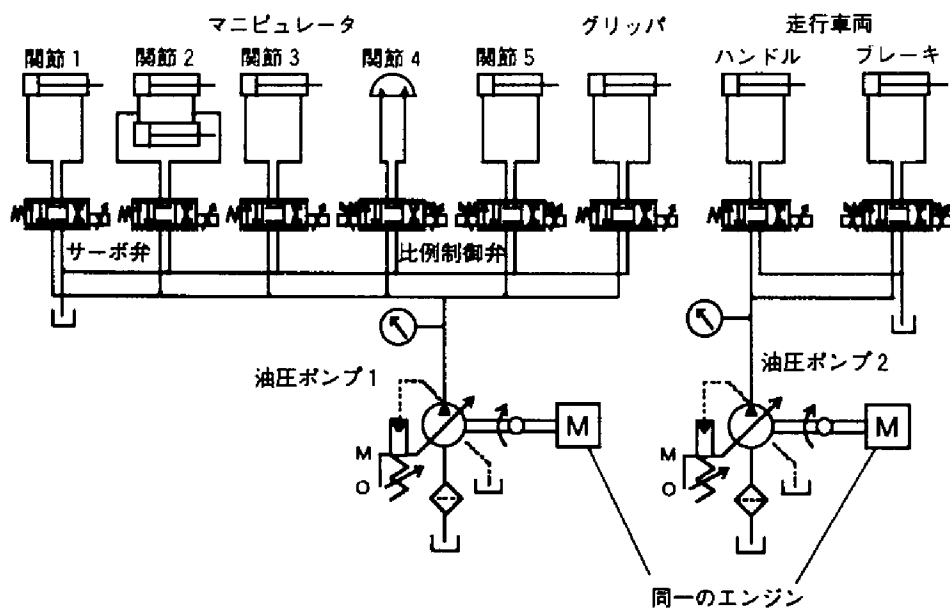 マニピュレータ
グリッパ
走行車両
関節1
関節2
関節3
関節4
関節5
ハンドル
ブレーキ
サーボ弁
比例制御弁
油圧ポンプ1
油圧ポンプ2
M
O
M
M
O
M
同一のエンジン